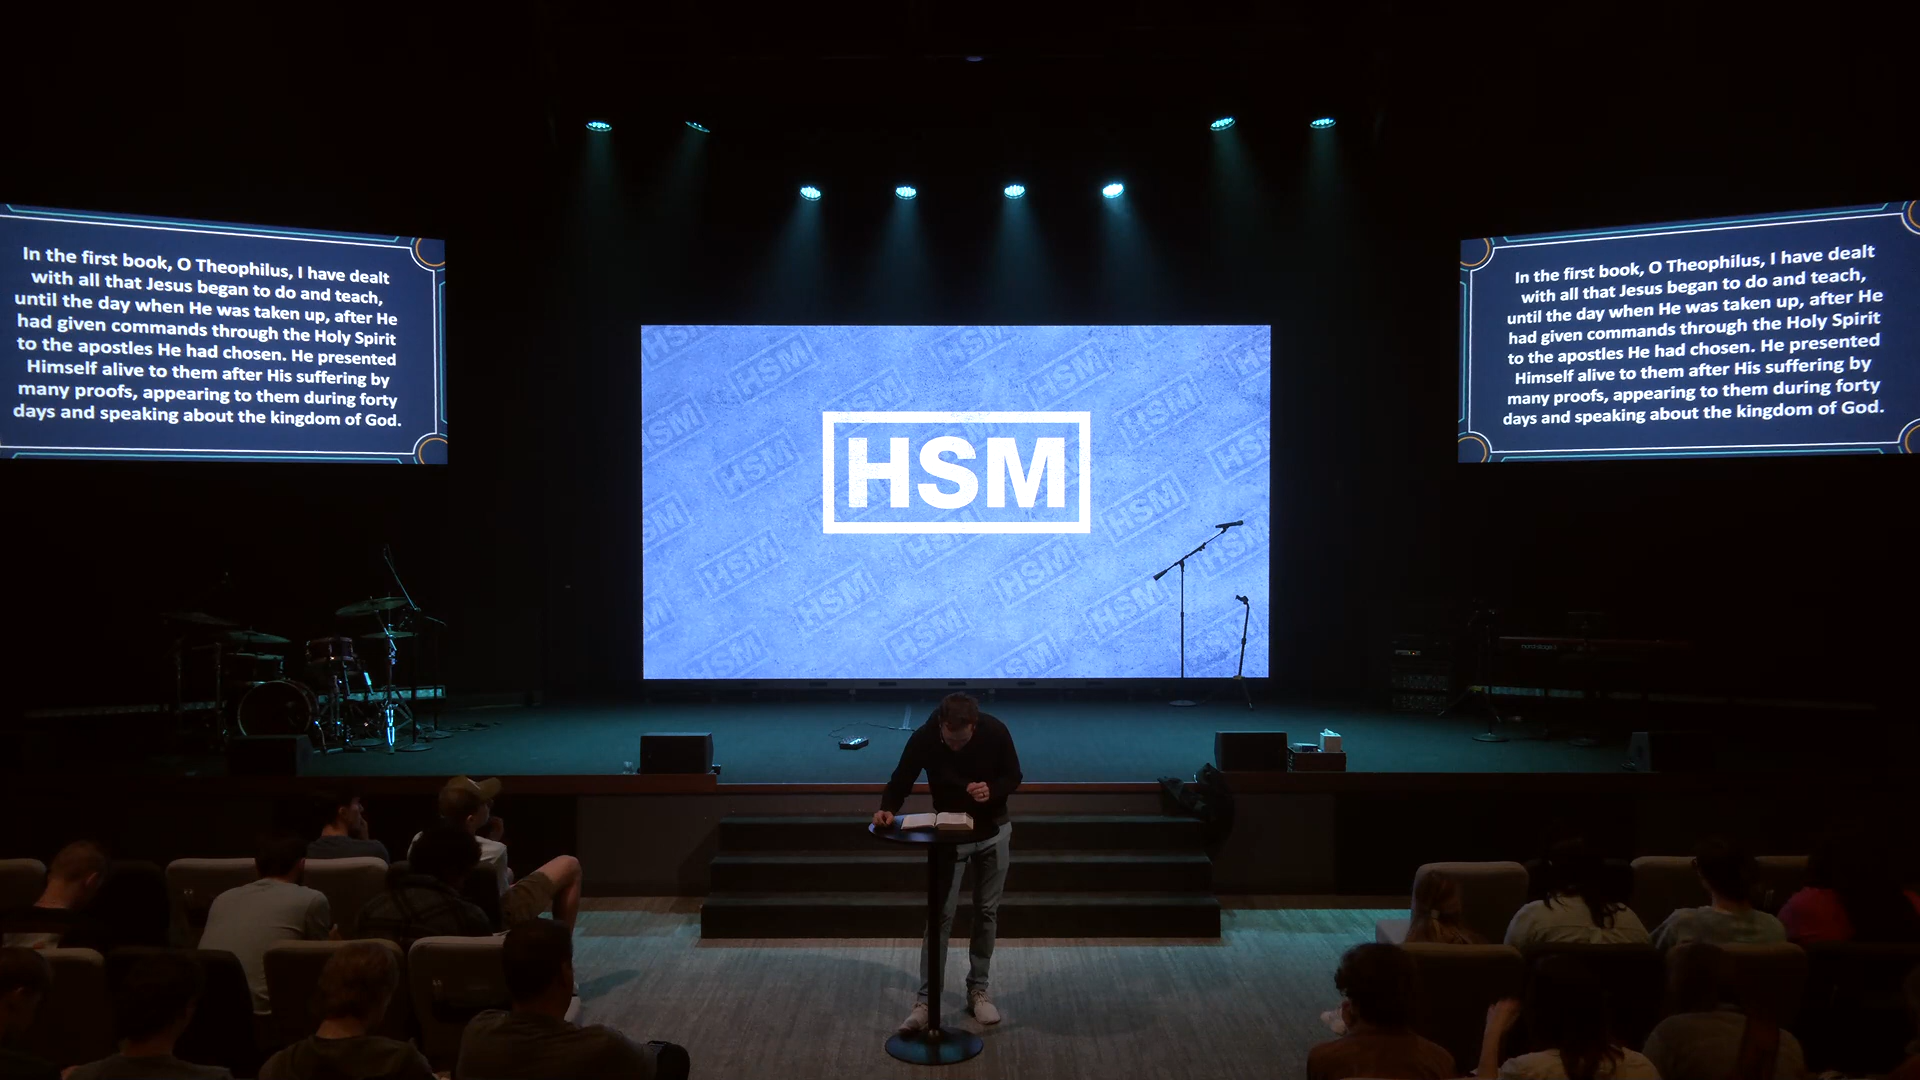 In the first book, O Theophilus, I have dealt
with all that Jesus began to do and teach,
until the day when He was taken up, after He
had given commands through the Holy Spirit
to the apostles He had chosen. He presented
Himself alive to them after His suffering by
many proofs, appearing to them during forty
days and speaking about the kingdom of God.
HSM
In the first book, O Theophilus, I have dealt
with all that Jesus began to do and teach,
until the day when He was taken up, after He
had given commands through the Holy Spirit
to the apostles He had chosen. He presented
Himself alive to them after His suffering by
many proofs, appearing to them during forty
days and speaking about the kingdom of God.